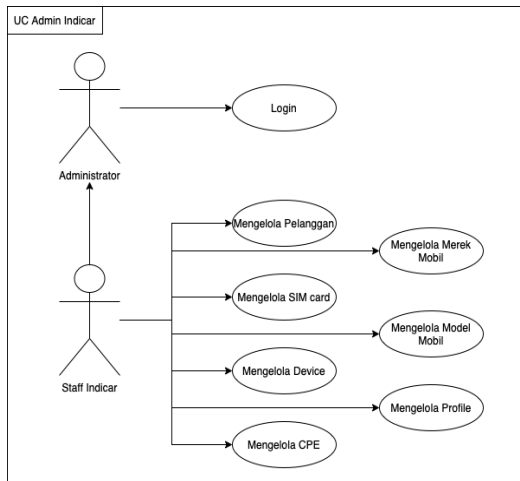 UC Admin Indicar
Login
Administrator
Mengelola Pelanggan
Mengelola Merek
Mobil
Mengelola SIM card
Mengelola Model
Mobil
Mengelola Device
Staff Indicar
Mengelola Profile
Mengelola CPE